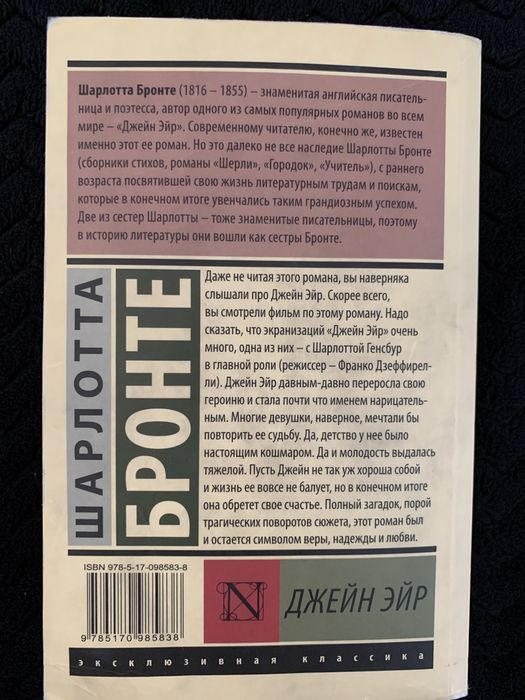 Шарлотта Бронте (1816 – 1855) – знаменитая английская писатель-
ница и поэтесса, автор одного из самых популярных романов во всем
мире – «Джейн Эйр». Современному читателю, конечно же, известен
именно этот ее роман. Но это далеко не все наследие Шарлотты Бронте
(сборники стихов, романы «Шерли», «Городок», «Учитель»), с раннего
возраста посвятившей свою жизнь литературным трудам и поискам,
которые в конечном итоге увенчались таким грандиозным успехом.
Две из сестер Шарлотты – тоже знаменитые писательницы, поэтому
в историю литературы они вошли как сестры Бронте.
ШАРЛОТТА
БРОНТЕ
Даже не читая этого романа, вы наверняка
слышали про Джейн Эйр. Скорее всего,
вы смотрели фильм по этому роману. Надо
сказать, что экранизаций «Джейн Эйр» очень
много, одна из них – с Шарлоттой Генсбур
в главной роли (режиссер – Франко Дзеффирел-
ли). Джейн Эйр давным-давно переросла свою
героиню и стала почти что именем нарицатель-
ным. Многие девушки, наверное, мечтали бы
повторить ее судьбу. Да, детство у нее было
настоящим кошмаром. Да и молодость выдалась
тяжелой. Пусть Джейн не так уж хороша собой
и жизнь ее вовсе не балует, но в конечном итоге
она обретет свое счастье. Полный загадок, порой
трагических поворотов сюжета, этот роман был
и остается символом веры, надежды и любви.
ISBN 978-5-17-098583-8
9 785170 985838
N
ДЖЕЙН ЭЙР
эксклюзивная классика